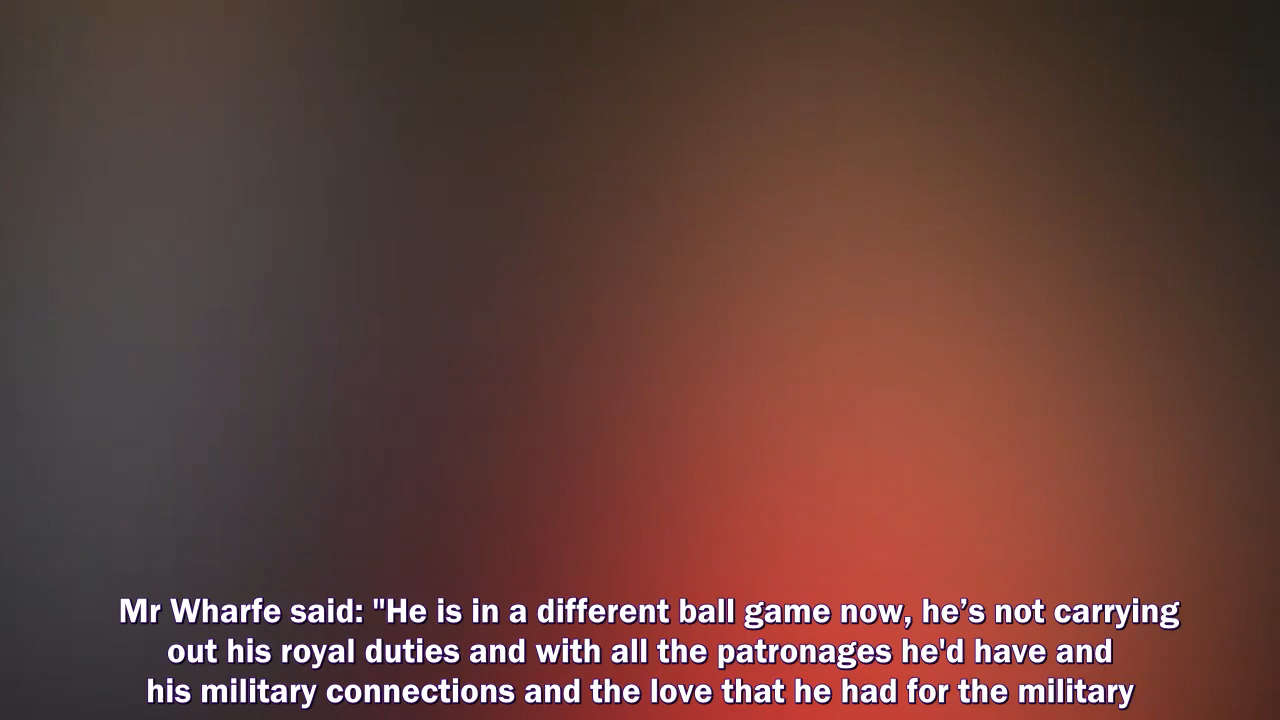 Mr Wharfe said: "He is in a different ball game now, he’s not carrying
out his royal duties and with all the patronages he'd have and
his military connections and the love that he had for the military